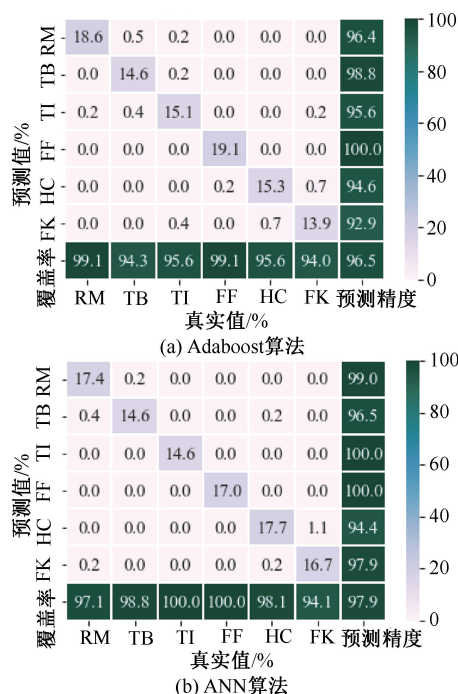 RM 18.6 0.5 0.2 0.0 0.0 0.0 96.4 100
TB 0.0 14.6 0.2 0.0 0.0 0.0 98.8 80
TI 0.2 0.4 15.1 0.0 0.0 0.2 95.6 60
FF 0.0 0.0 0.0 19.1 0.0 0.0 100.0
HC 0.0 0.0 0.0 0.2 15.3 0.7 94.6 40
FK 0.0 0.0 0.4 0.0 0.7 13.9 92.9 20
覆盖率 99.1 94.3 95.6 99.1 95.6 94.0 96.5 0
预测值/%
RM TB TI FF HC FK 预测精度
真实值/%
(a) Adaboost算法
RM 17.4 0.2 0.0 0.0 0.0 0.0 99.0 100
TB 0.4 14.6 0.0 0.0 0.2 0.0 96.5 80
TI 0.0 0.0 14.6 0.0 0.0 0.0 100.0 60
FF 0.0 0.0 0.0 17.0 0.0 0.0 100.0
HC 0.0 0.0 0.0 0.0 17.7 1.1 94.4 40
FK 0.2 0.0 0.0 0.0 0.2 16.7 97.9 20
覆盖率 97.1 98.8 100.0 100.0 98.1 94.1 97.9 0
预测值/%
RM TB TI FF HC FK 预测精度
真实值/%
(b) ANN算法